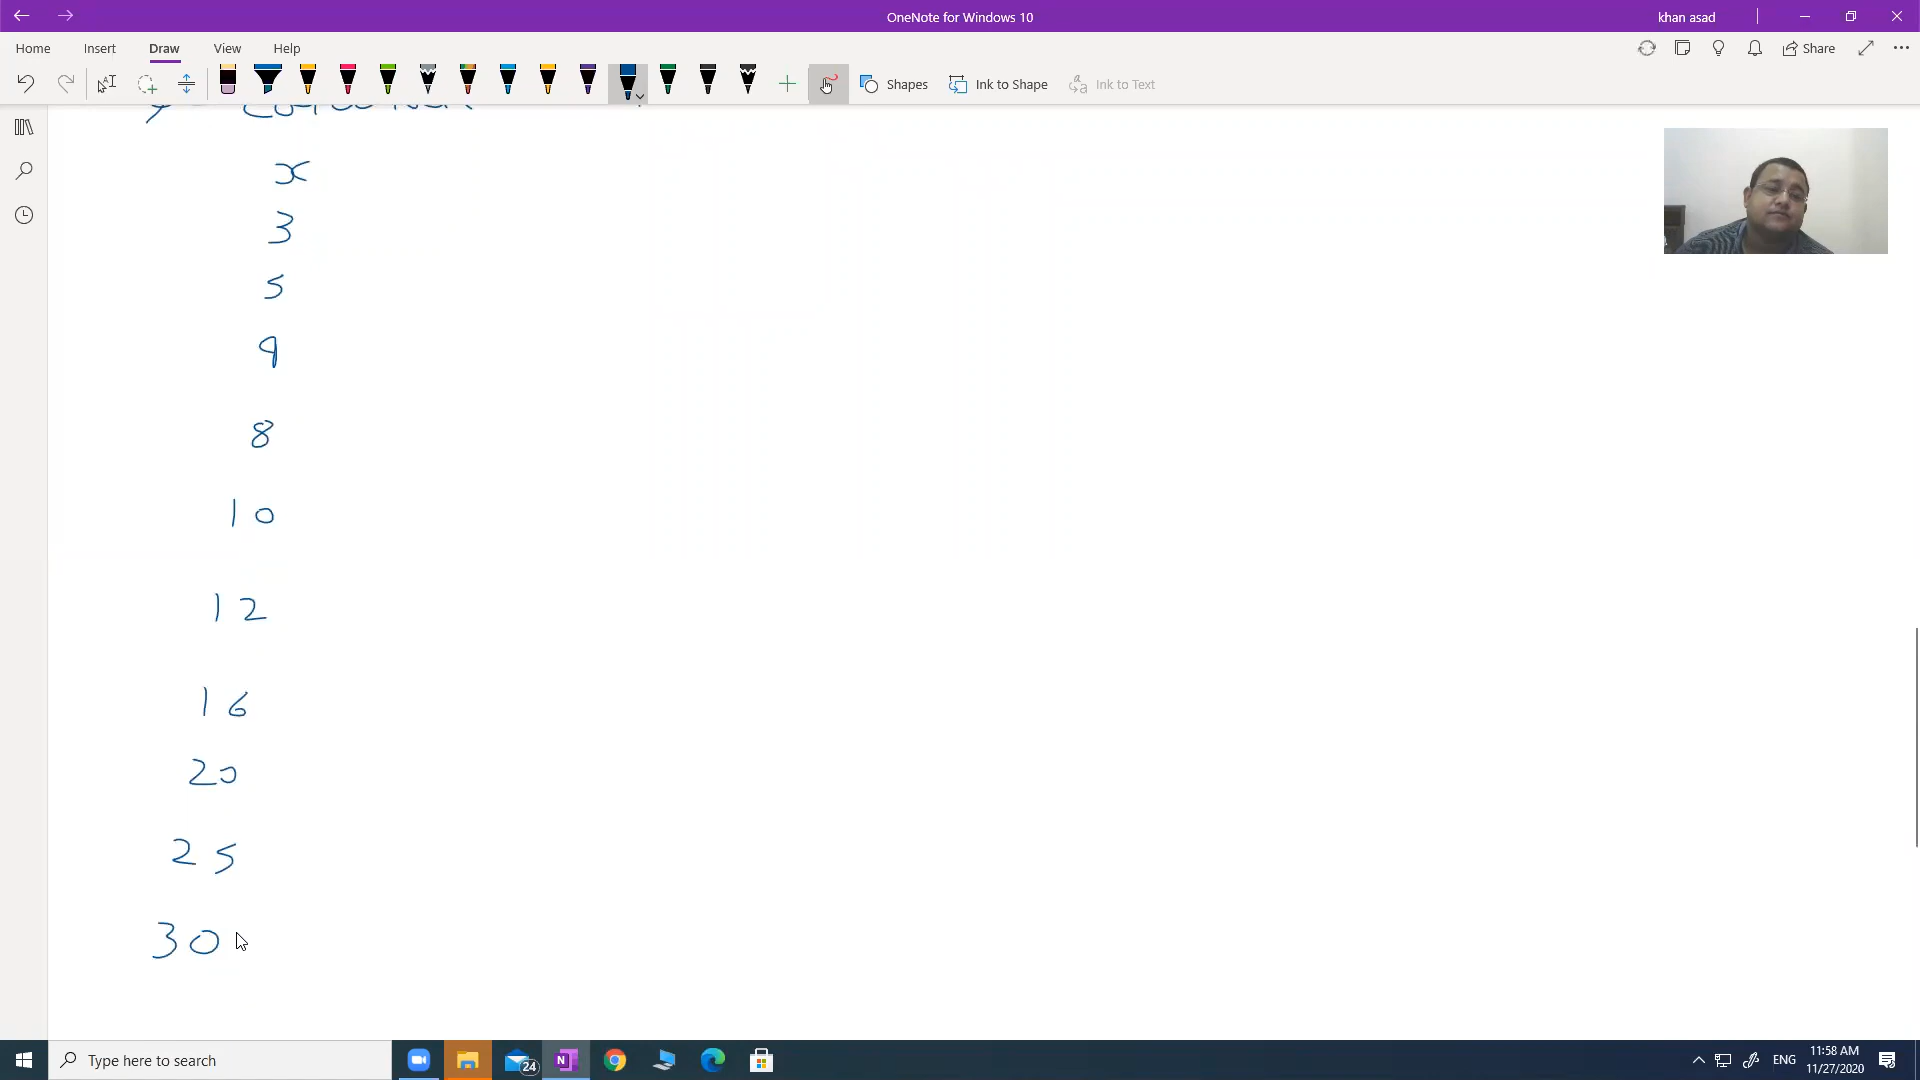 OneNote for Windows 10
khan asad
Home Insert Draw View Help
Share
Shapes Ink to Shape Ink to Text
x
3
5
9
8
10
12
16
20
25
30
Type here to search
24
ENG
11:58 AM
11/27/2020